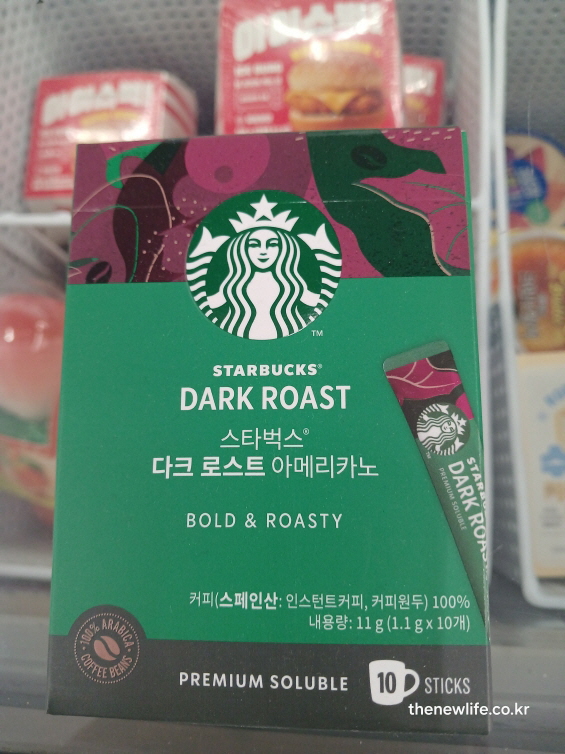 STARBUCKS®
DARK ROAST
스타벅스®
다크 로스트 아메리카노
BOLD & ROASTY
커피(스페인산: 인스턴트커피, 커피원두) 100%
내용량: 11 g (1.1 g x 10개)
100% ARABICA
COFFEE BEANS
PREMIUM SOLUBLE
10 STICKS
TM
DARK ROAS
PREMIUM SOLUBLE
thenewlife.co.kr